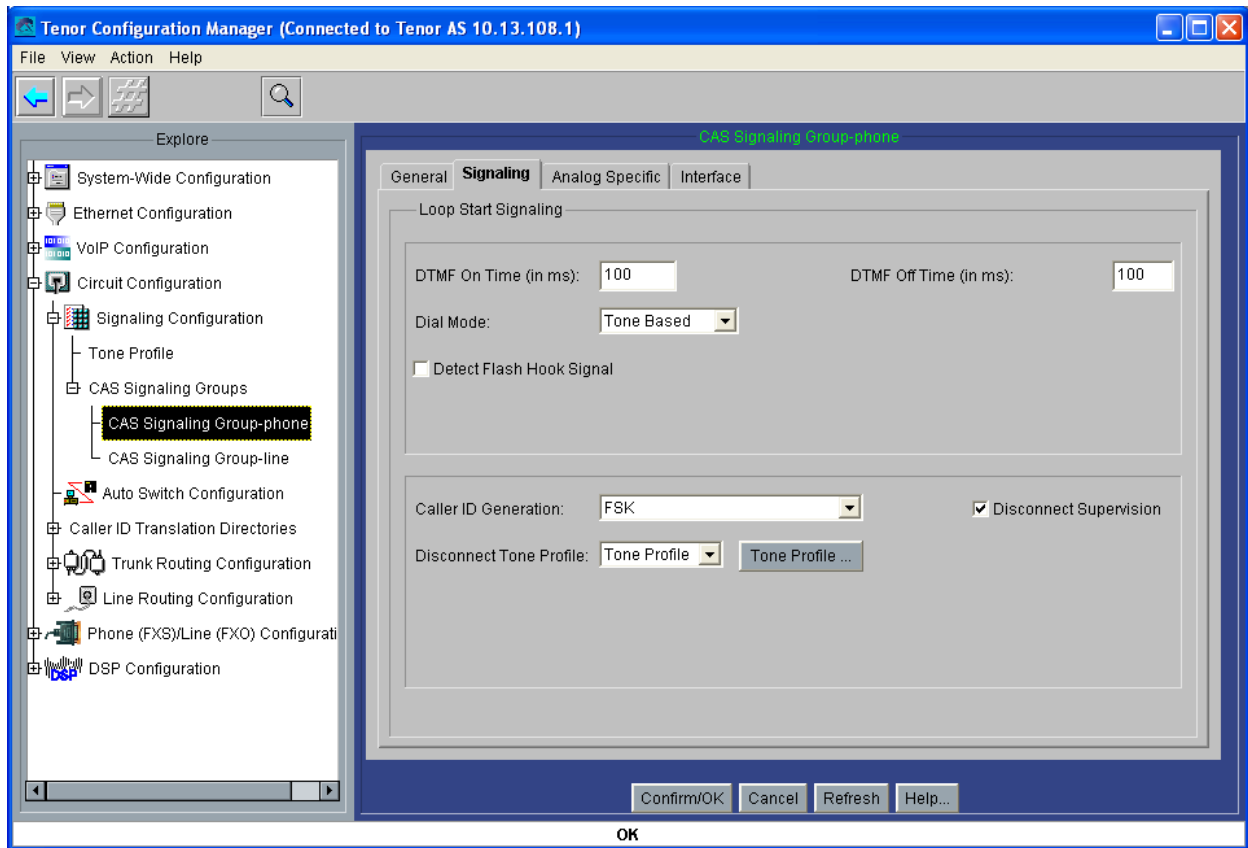 Tenor Configuration Manager (Connected to Tenor AS 10.13.108.1)
File View Action Help
Explore
System-Wide Configuration
Ethernet Configuration
VoIP Configuration
Circuit Configuration
Signaling Configuration
Tone Profile
CAS Signaling Groups
CAS Signaling Group-phone
CAS Signaling Group-line
Auto Switch Configuration
Caller ID Translation Directories
Trunk Routing Configuration
Line Routing Configuration
Phone (FXS)/Line (FXO) Configurati
DSP
DSP Configuration
CAS Signaling Group-phone
General Signaling Analog Specific Interface
Loop Start Signaling
DTMF On Time (in ms): 100 DTMF Off Time (in ms): 100
Dial Mode: Tone Based
Detect Flash Hook Signal
Caller ID Generation: FSK Disconnect Supervision
Disconnect Tone Profile: Tone Profile Tone Profile ...
Confirm/OK Cancel Refresh Help...
OK